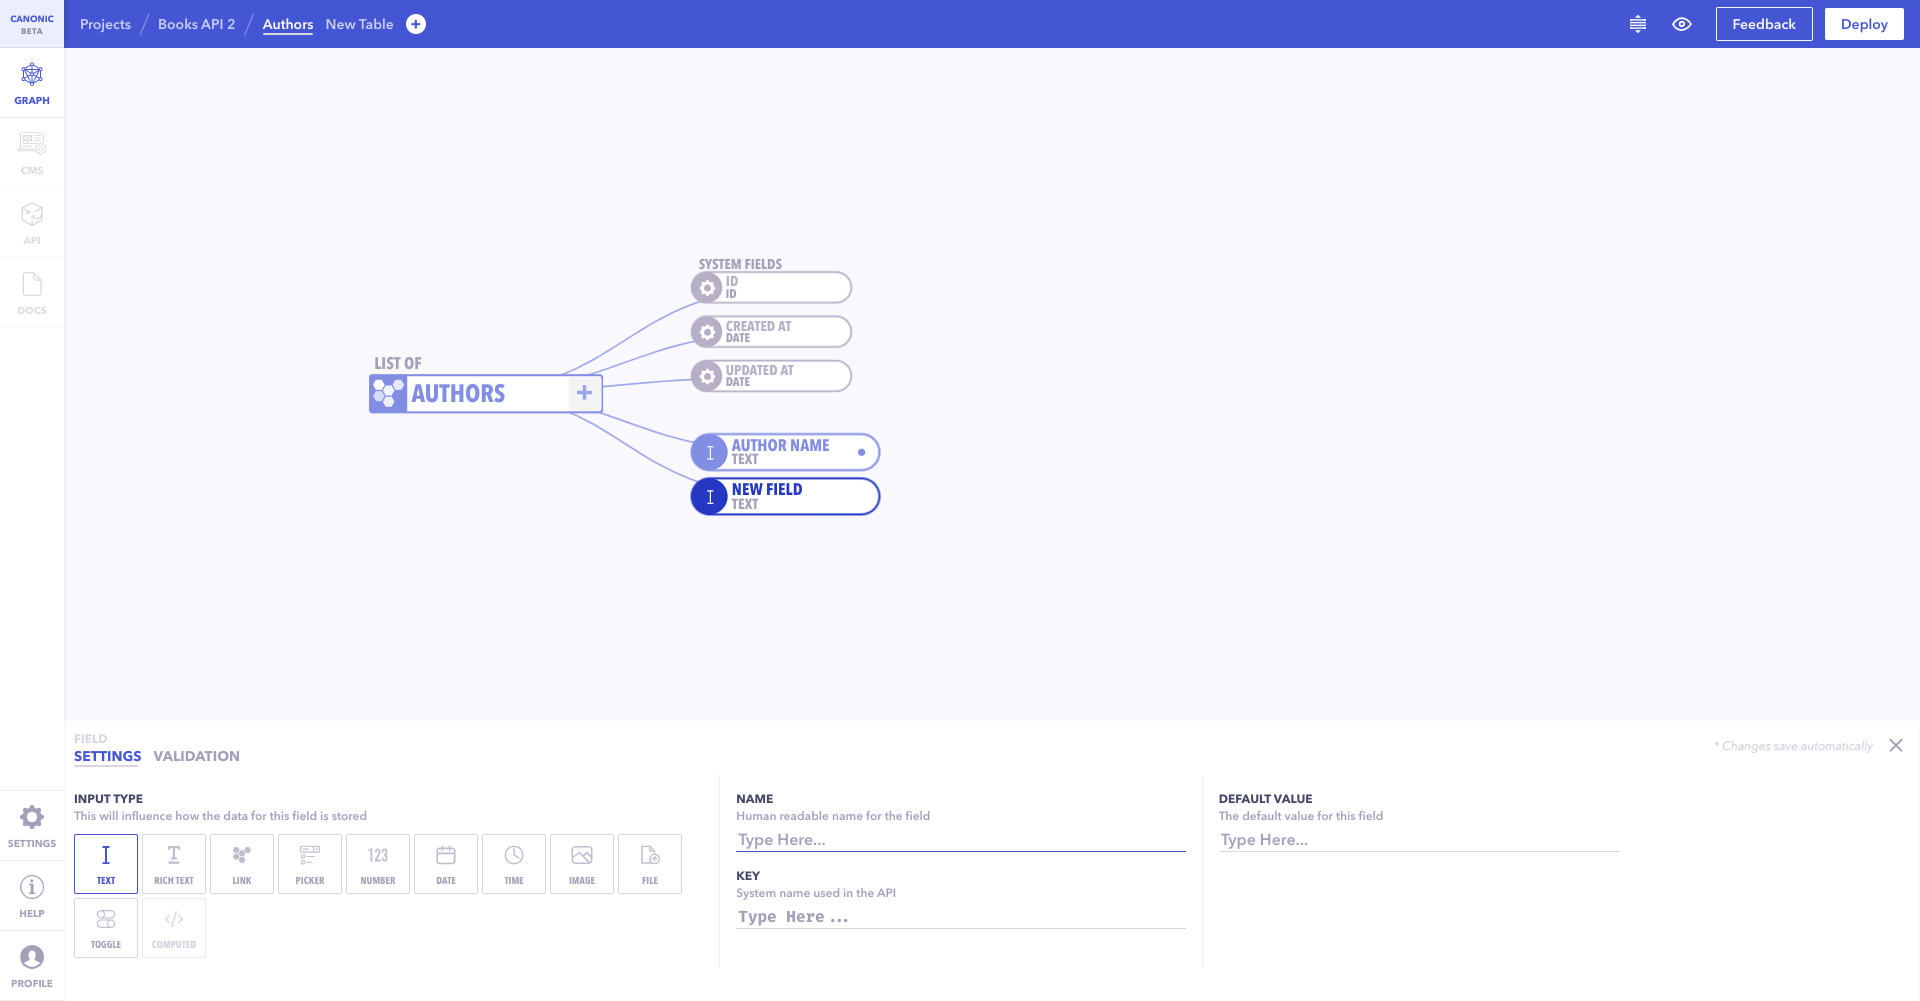 CANONIC
BETA
Projects / Books API 2 / Authors New Table
Feedback
Deploy
GRAPH
CMS
API
DOCS
SETTINGS
HELP
PROFILE
LIST OF
AUTHORS
SYSTEM FIELDS
ID
ID
CREATED AT
DATE
UPDATED AT
DATE
AUTHOR NAME
TEXT
NEW FIELD
TEXT
FIELD
SETTINGS VALIDATION
* Changes save automatically
INPUT TYPE
This will influence how the data for this field is stored
TEXT
RICH TEXT
LINK
PICKER
123
NUMBER
DATE
TIME
IMAGE
FILE
TOGGLE
</>
COMPUTED
NAME
Human readable name for the field
Type Here...
KEY
System name used in the API
Type Here ...
DEFAULT VALUE
The default value for this field
Type Here...